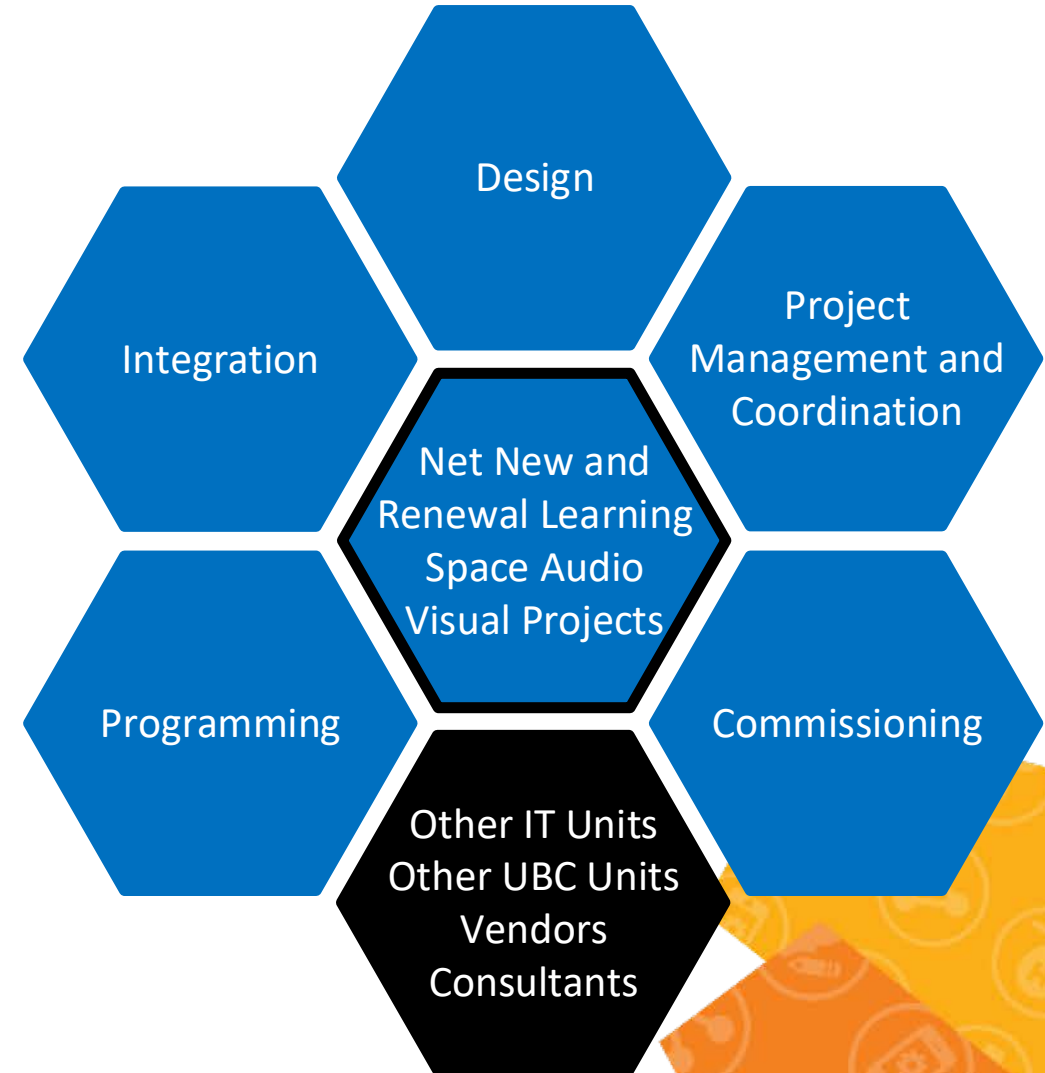 Design
Integration
Project
Management and
Coordination
Net New and
Renewal Learning
Space Audio
Visual Projects
Programming
Commissioning
Other IT Units
Other UBC Units
Vendors
Consultants